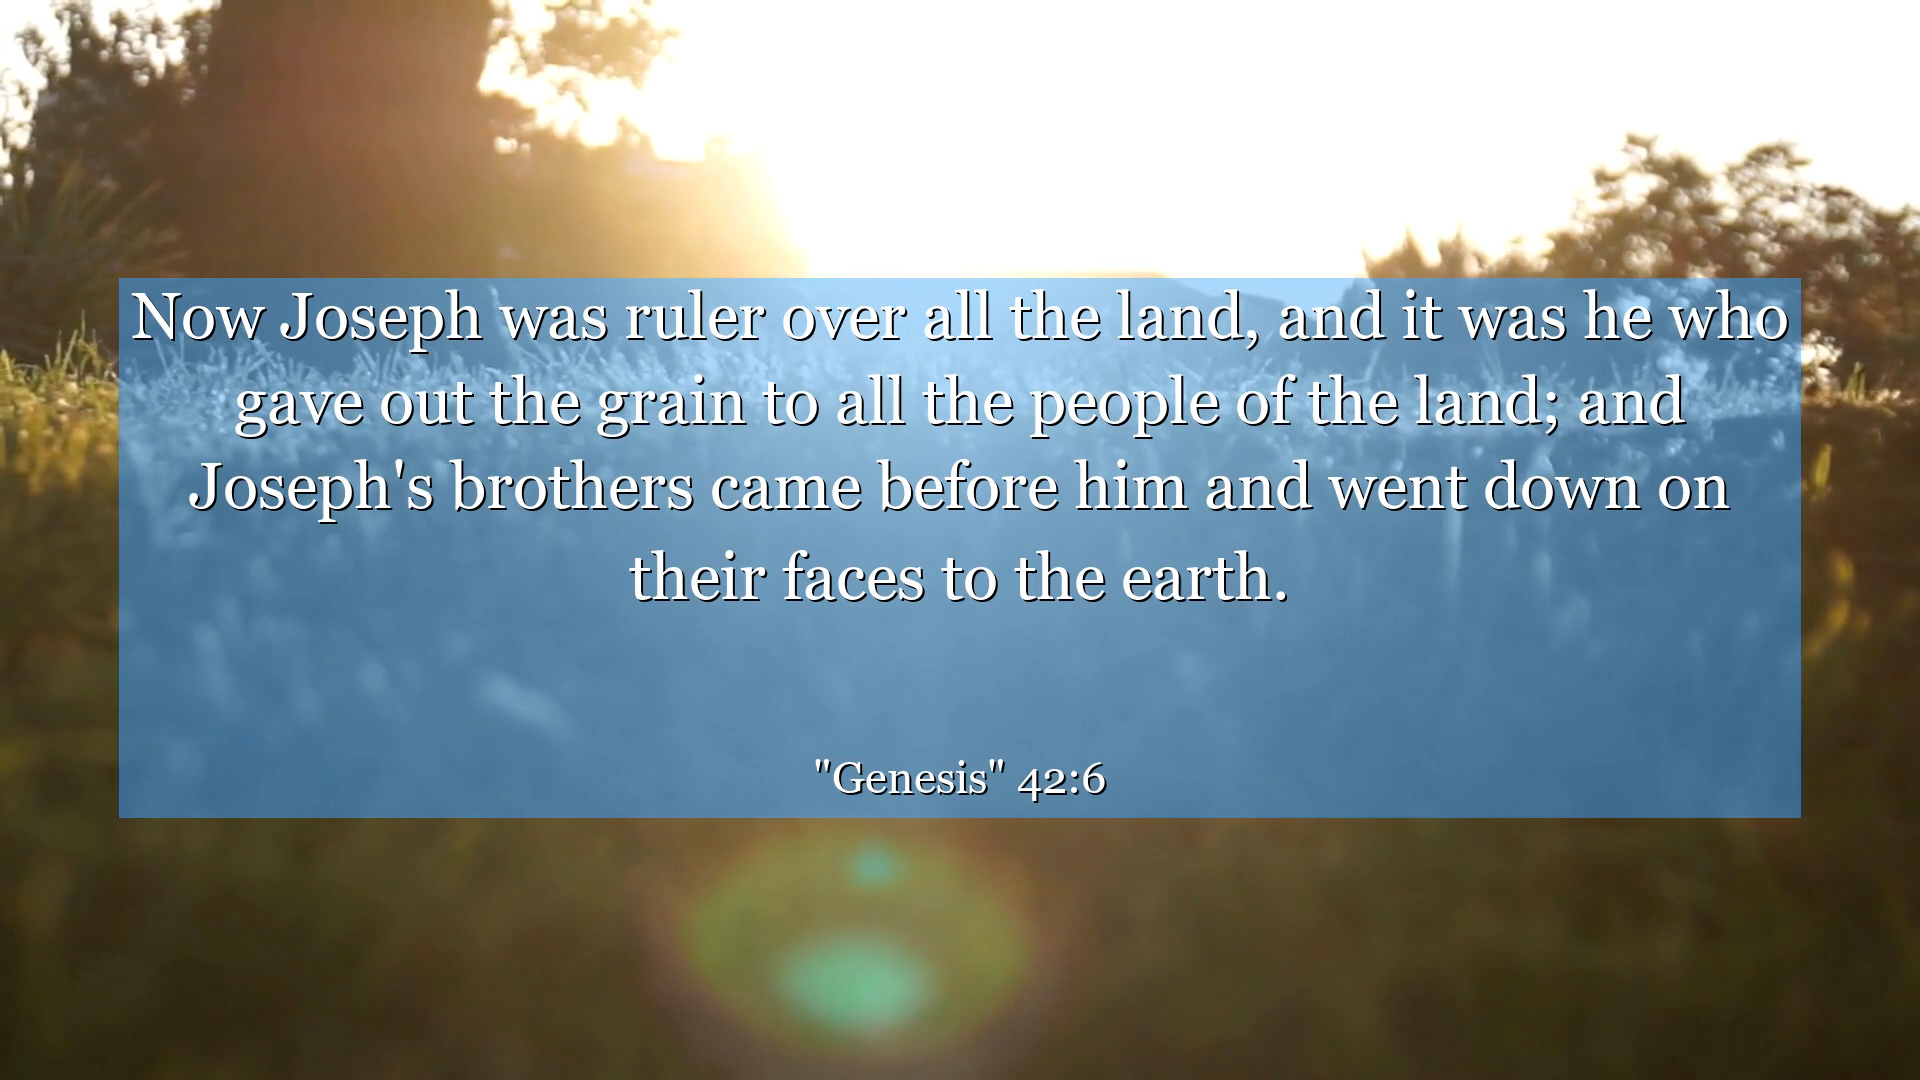 Now Joseph was ruler over all the land, and it was he who
gave out the grain to all the people of the land; and
Joseph's brothers came before him and went down on
their faces to the earth.
"Genesis" 42:6